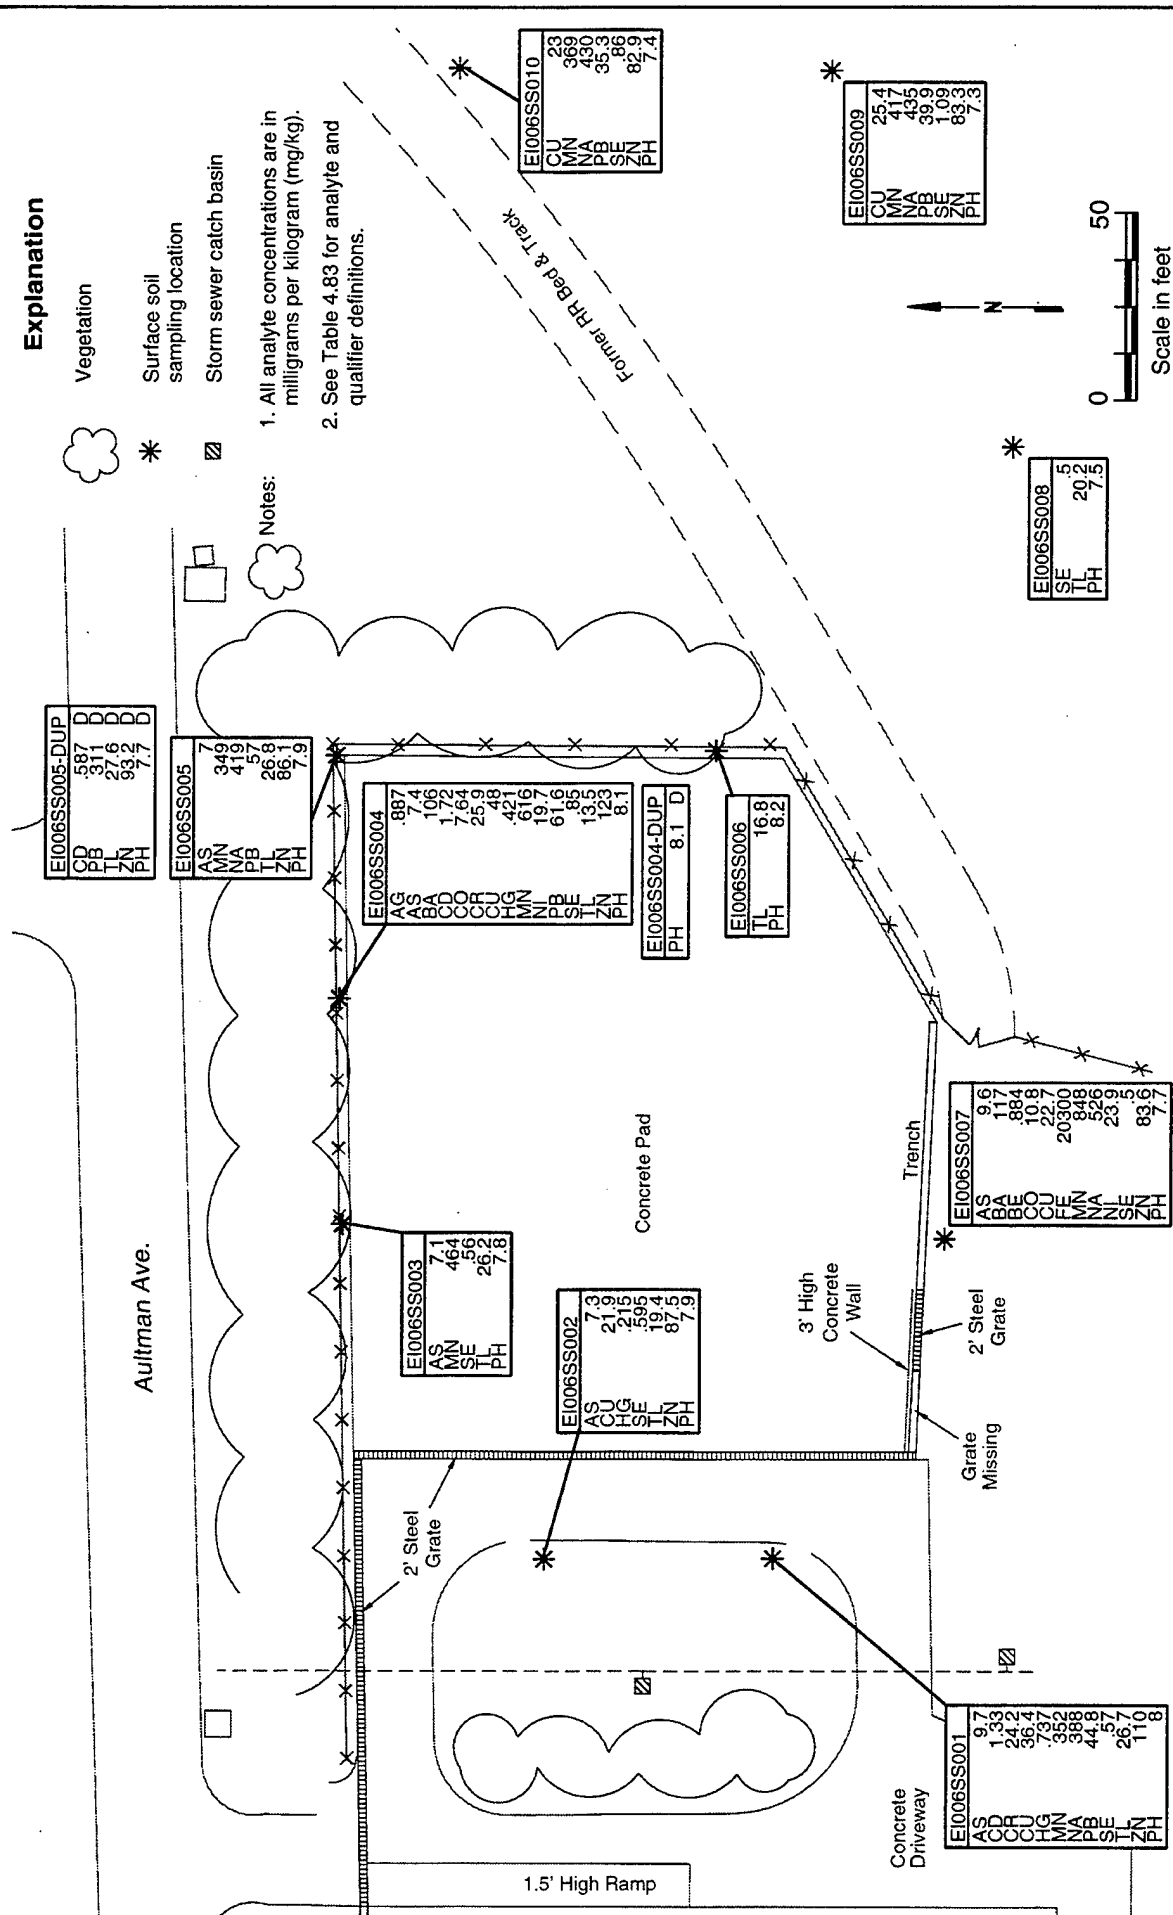 Explanation
Vegetation
Surface soil
sampling location
Storm sewer catch basin
Notes:
1. All analyte concentrations are in
milligrams per kilogram (mg/kg).
2. See Table 4.83 for analyte and
qualifier definitions.
Aultman Ave.
EI006SS005-DUP
CD .587 D
PB 311 D
TL 27.6 D
ZN 93.2 D
PH 7.7 D
EI006SS005
AS 7
MN 349
NA 419
PB 57
TL 26.8
ZN 86.1
PH 7.9
EI006SS004
AG .887
AS 7.4
BA 106
CD 1.72
CO 7.64
CR 25.9
CU 48
HG .421
MN 616
NI 19.7
PB 61.6
SE .85
TL 13.5
ZN 123
PH 8.1
EI006SS004-DUP
PH 8.1 D
EI006SS006
TL 16.8
PH 8.2
EI006SS003
AS 7.1
MN 464
SE .56
TL 26.2
PH 7.8
EI006SS002
AS 7.3
CU 21.9
HG .215
SE .595
TL 19.4
ZN 87.5
PH 7.9
2' Steel
Grate
Concrete Pad
Former RR Bed & Track
EI006SS010
CU 23
MN 369
NA 430
PB 35.3
SE .86
ZN 82.9
PH 7.4
EI006SS009
CU 25.4
MN 417
NA 435
PB 39.9
SE 1.09
ZN 83.3
PH 7.3
EI006SS008
SE .5
TL 20.2
PH 7.5
Trench
3' High
Concrete
Wall
2' Steel
Grate
Grate
Missing
EI006SS007
AS 9.6
BA 117
BE .884
CO 10.8
CU 22.7
FE 20300
MN 848
NA 526
NI 23.9
SE .5
ZN 83.6
PH 7.7
EI006SS001
AS 9.7
CD 1.33
CR 24.2
CU 36.4
HG .737
MN 352
NA 388
PB 44.8
SE .57
TL 26.7
ZN 110
PH 8
Concrete
Driveway
1.5' High Ramp
N
0 50
Scale in feet